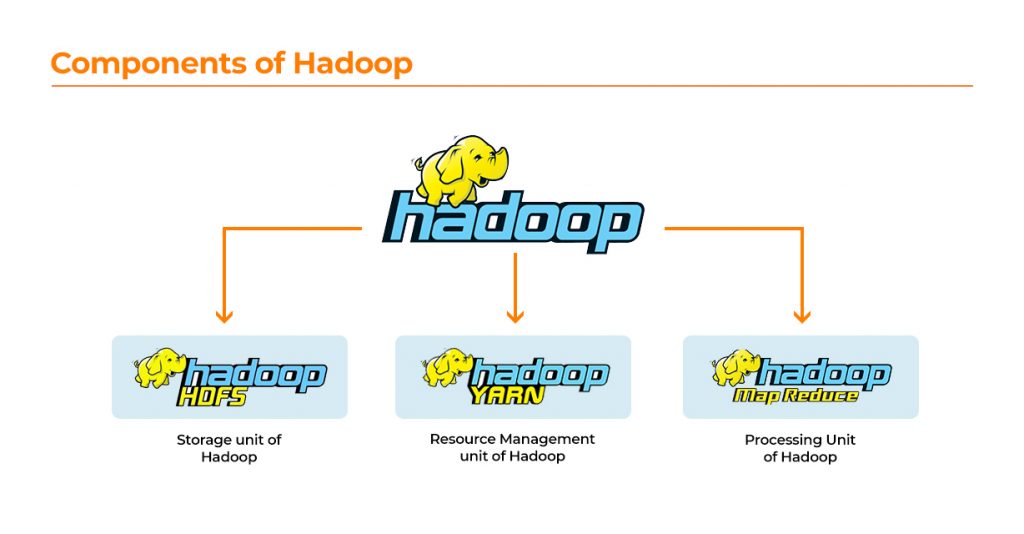 Components of Hadoop
hadoop
hadoop
HDFS
hadoop
YARN
hadoop
Map Reduce
Storage unit of
Hadoop
Resource Management
unit of Hadoop
Processing Unit
of Hadoop